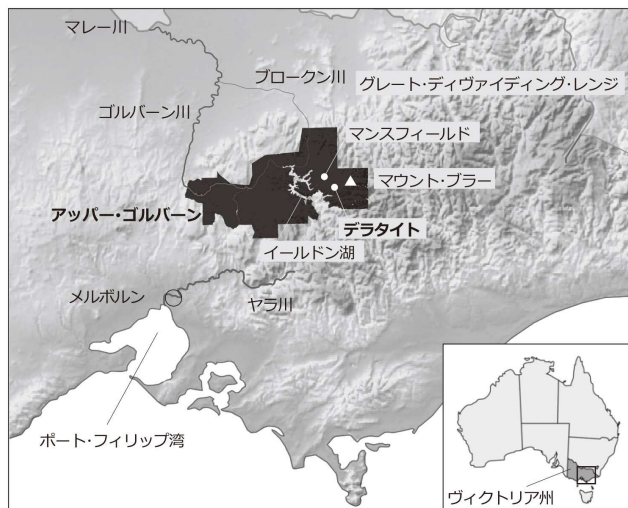 マレー川
ブロークン川
グレート・ディヴァイディング・レンジ
ゴルバーン川
マンスフィールド
マウント・ブラー
アッパー・ゴルバーン
デラタイト
イールドン湖
メルボルン
ヤラ川
ポート・フィリップ湾
ヴィクトリア州